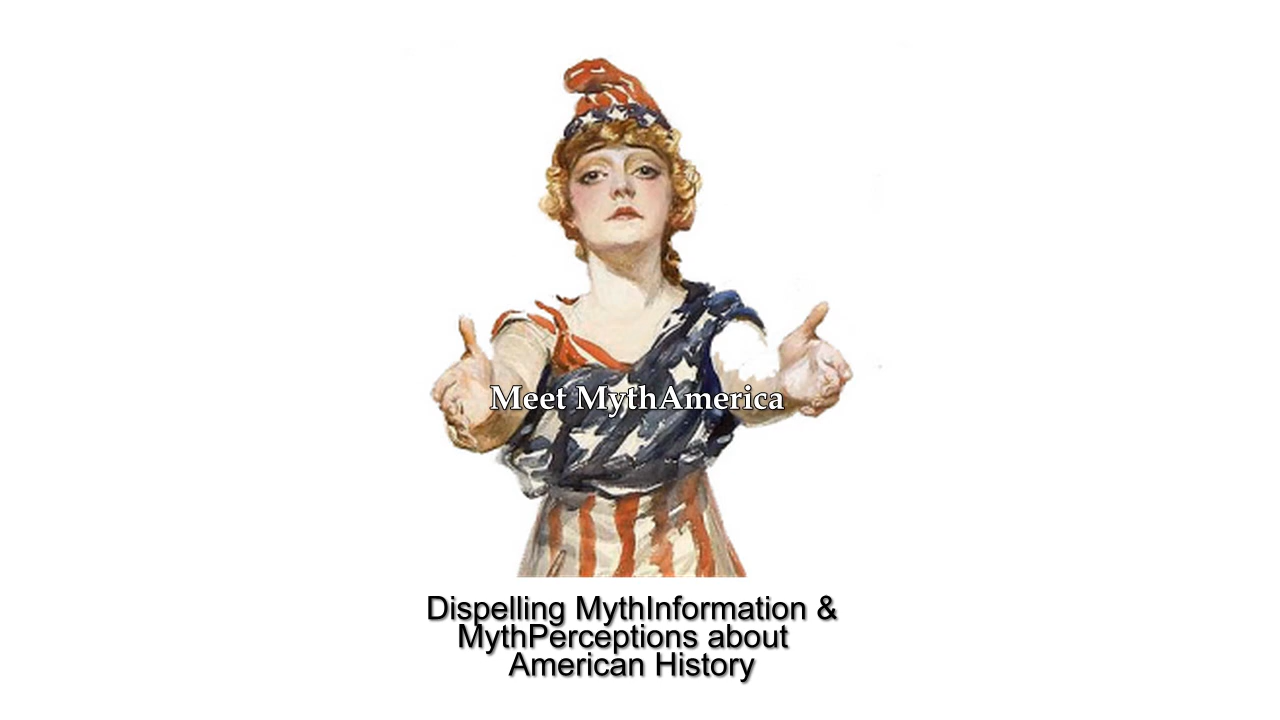 Meet MythAmerica
Dispelling MythInformation &
MythPerceptions about
American History